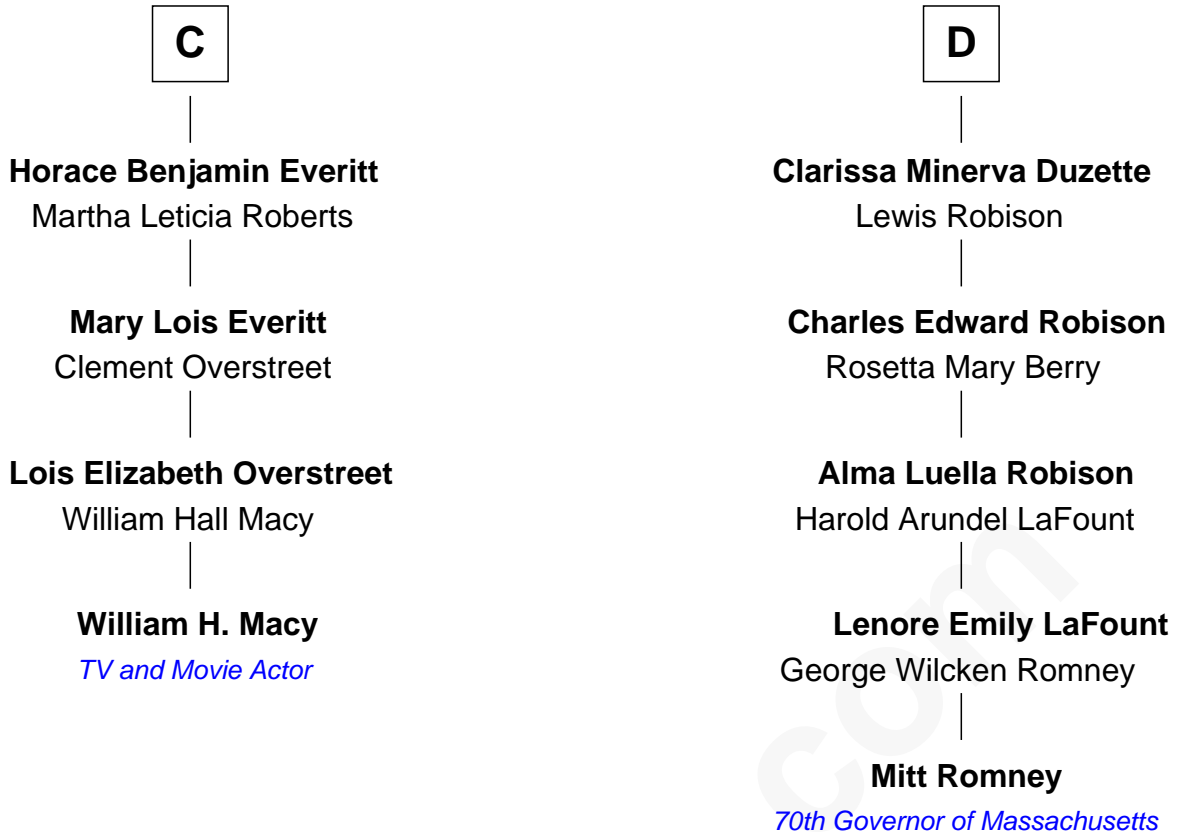 C
Horace Benjamin Everitt
Martha Leticia Roberts
Mary Lois Everitt
Clement Overstreet
Lois Elizabeth Overstreet
William Hall Macy
William H. Macy
TV and Movie Actor
D
Clarissa Minerva Duzette
Lewis Robison
Charles Edward Robison
Rosetta Mary Berry
Alma Luella Robison
Harold Arundel LaFount
Lenore Emily LaFount
George Wilcken Romney
Mitt Romney
70th Governor of Massachusetts
com